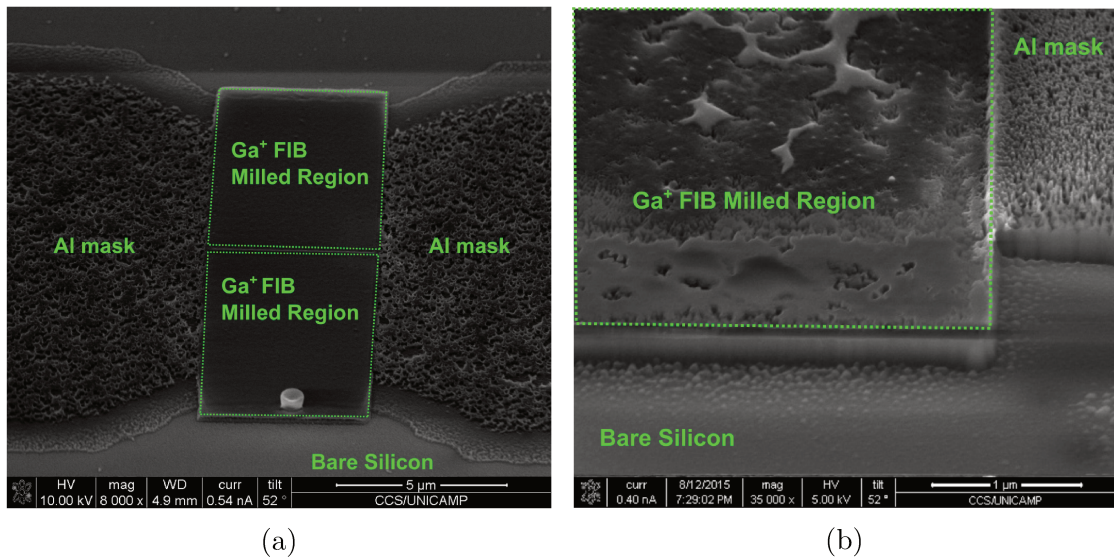 Ga+ FIB
Milled Region
Al mask
Al mask
Ga+ FIB
Milled Region
Bare Silicon
HV mag WD curr tilt
10.00 kV 8 000 x 4.9 mm 0.54 nA 52 °
5 µm
CCS/UNICAMP
(a)
Al mask
Ga+ FIB Milled Region
Bare Silicon
curr 8/12/2015 mag HV tilt
0.40 nA 7:29:02 PM 35 000 x 5.00 kV 52 °
1 µm
CCS/UNICAMP
(b)